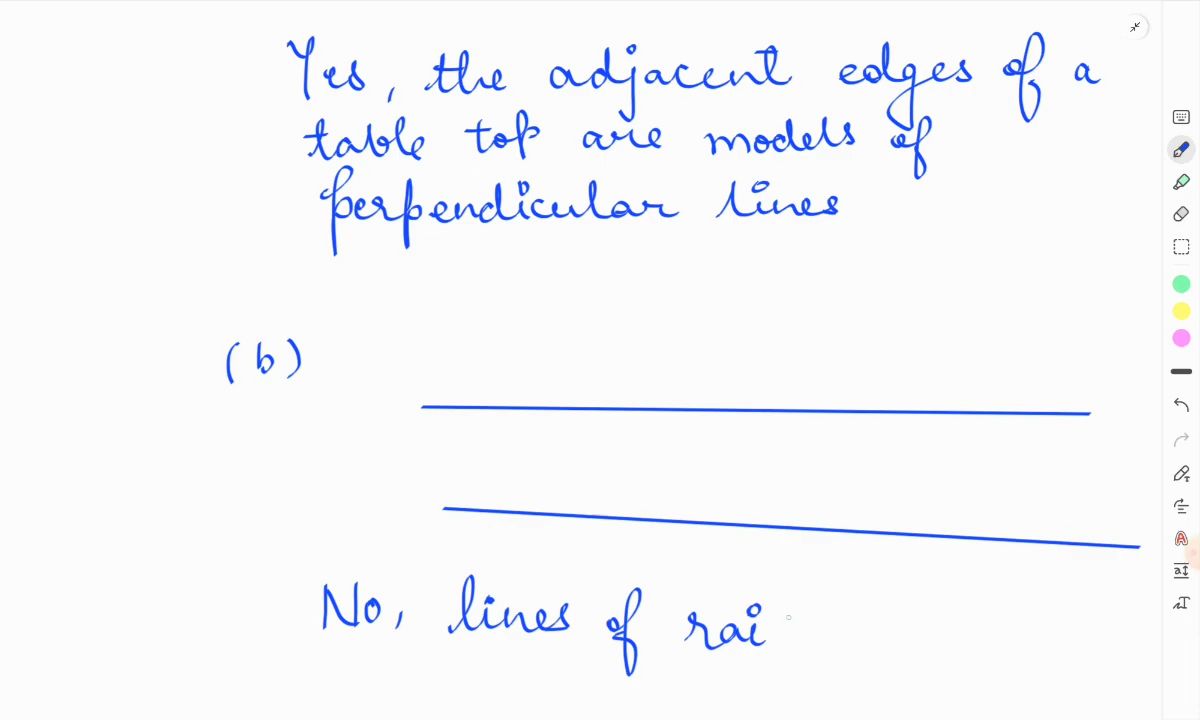 Yes, the adjacent edges of a
table top are models of
perpendicular lines
(b)
No, lines of rai